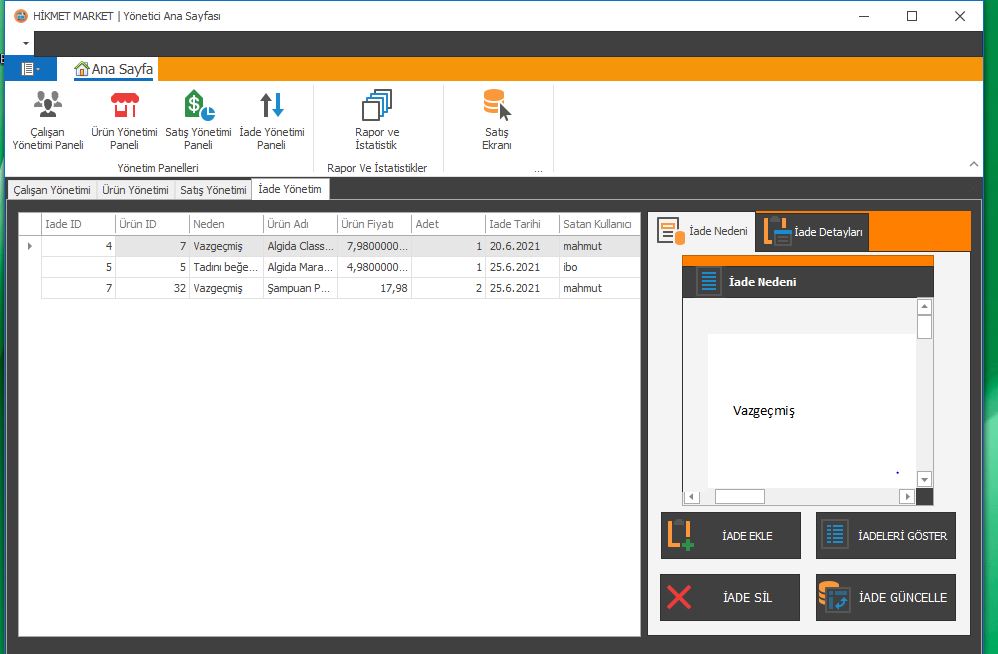 HİKMET MARKET | Yönetici Ana Sayfası
Ana Sayfa
Çalışan
Yönetimi Paneli
Ürün Yönetimi
Paneli
Satış Yönetimi
Paneli
İade Yönetimi
Paneli
Rapor ve
İstatistik
Satış
Ekranı
Yönetim Panelleri
Rapor Ve İstatistikler
...
Çalışan Yönetimi
Ürün Yönetimi
Satış Yönetimi
İade Yönetim
Iade ID Ürün ID Neden Ürün Adı Ürün Fiyatı Adet Iade Tarihi Satan Kullanıcı
4 7 Vazgeçmiş Algida Class... 7,9800000... 1 20.6.2021 mahmut
5 5 Tadını beğe... Algida Mara... 4,9800000... 1 25.6.2021 ibo
7 32 Vazgeçmiş Şampuan P... 17,98 2 25.6.2021 mahmut
İade Nedeni
İade Detayları
İade Nedeni
Vazgeçmiş
İADE EKLE
İADELERİ GÖSTER
İADE SİL
İADE GÜNCELLE